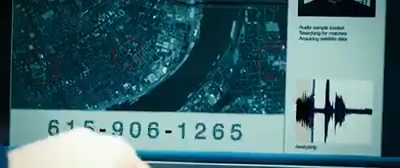 Audio sample loaded
Searching for matches
Acquiring satellite data
615-906-1265
Analyzing